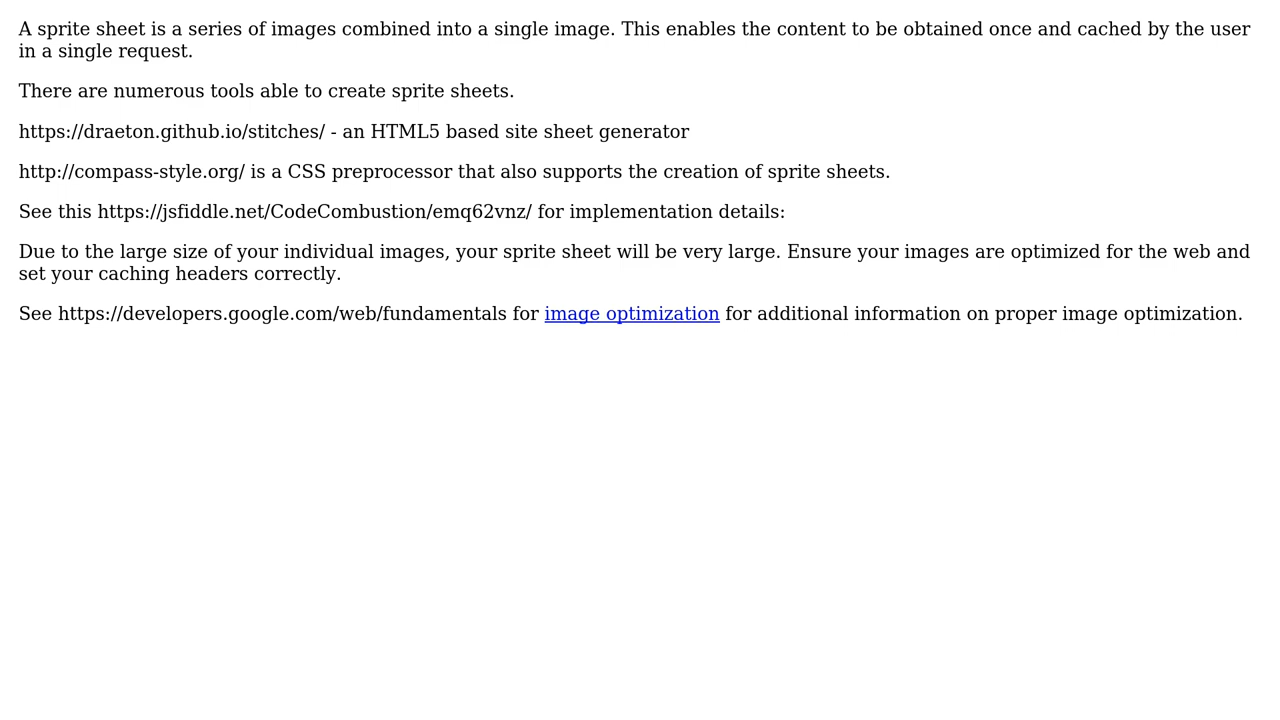 A sprite sheet is a series of images combined into a single image. This enables the content to be obtained once and cached by the user
in a single request.
There are numerous tools able to create sprite sheets.
https://draeton.github.io/stitches/ - an HTML5 based site sheet generator
http://compass-style.org/ is a CSS preprocessor that also supports the creation of sprite sheets.
See this https://jsfiddle.net/CodeCombustion/emq62vnz/ for implementation details:
Due to the large size of your individual images, your sprite sheet will be very large. Ensure your images are optimized for the web and
set your caching headers correctly.
See https://developers.google.com/web/fundamentals for image optimization for additional information on proper image optimization.